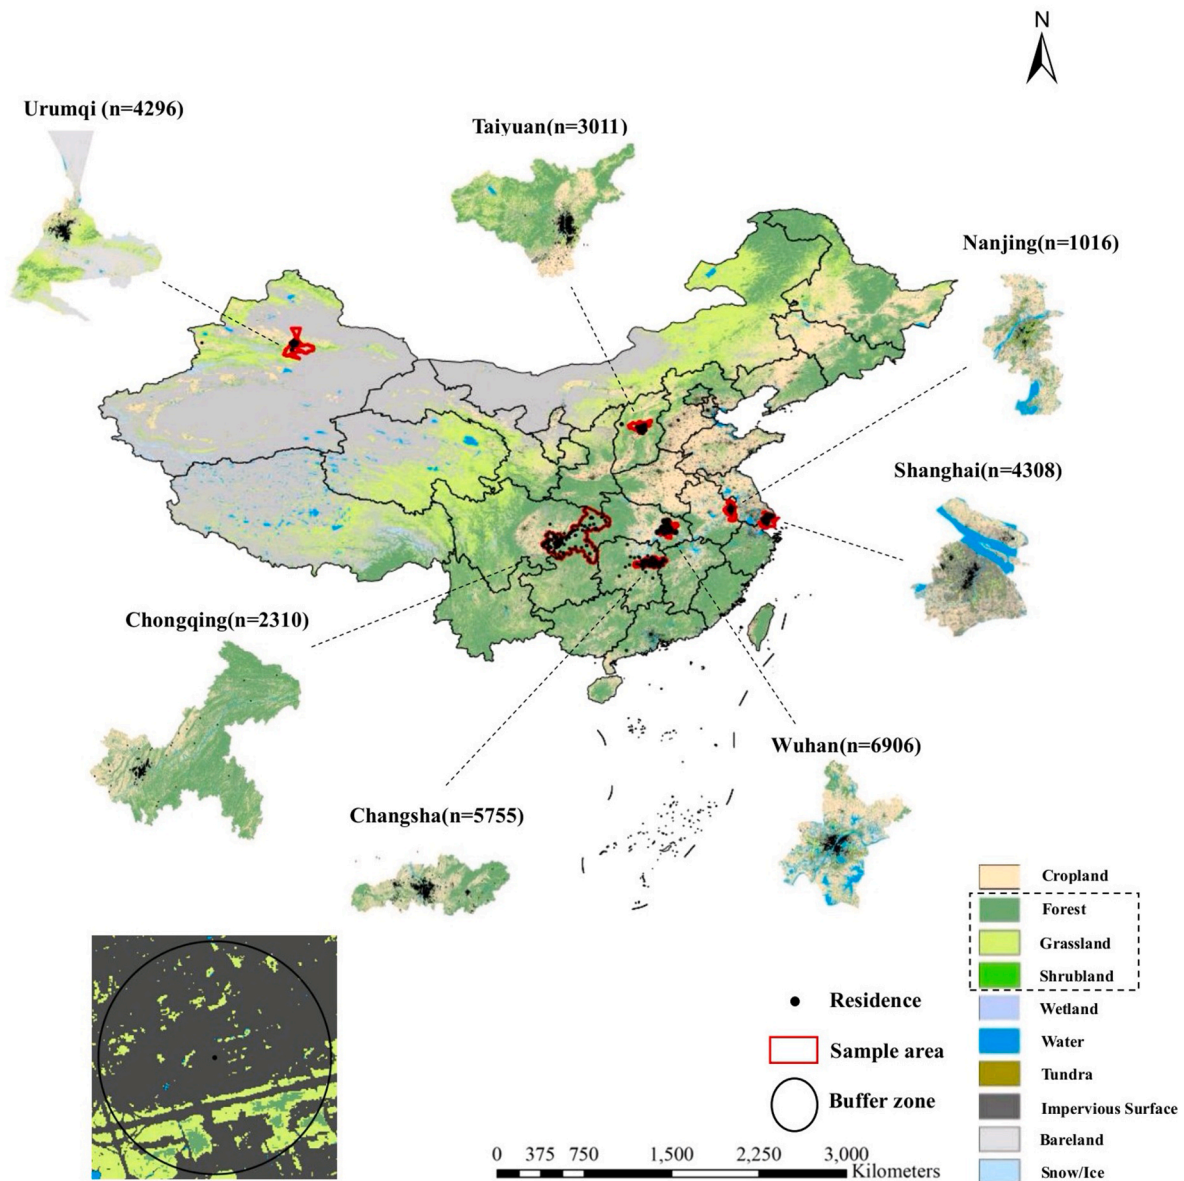 N
Urumqi (n=4296)
Taiyuan(n=3011)
Nanjing(n=1016)
Shanghai(n=4308)
Chongqing(n=2310)
Wuhan(n=6906)
Changsha(n=5755)
Cropland
Forest
Grassland
Shrubland
Wetland
Water
Tundra
Impervious Surface
Bareland
Snow/Ice
Residence
Sample area
Buffer zone
0 375 750 1,500 2,250 3,000
Kilometers